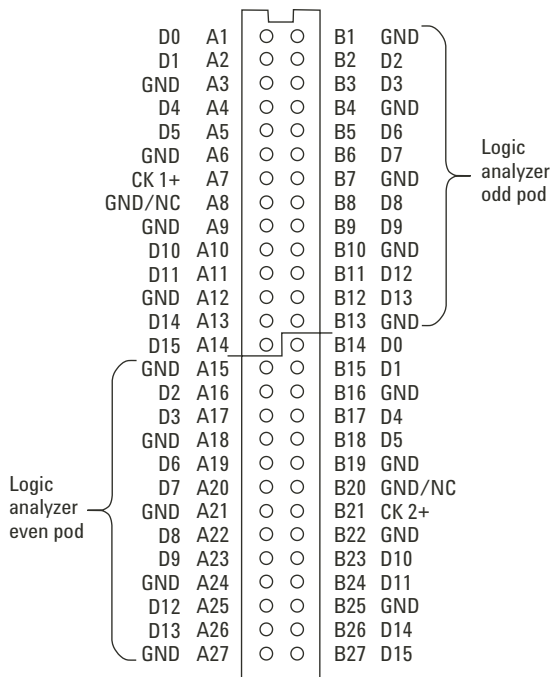 D0 A1 B1 GND
D1 A2 B2 D2
GND A3 B3 D3
D4 A4 B4 GND
D5 A5 B5 D6
GND A6 B6 D7
CK 1+ A7 B7 GND
GND/NC A8 B8 D8
GND A9 B9 D9
D10 A10 B10 GND
D11 A11 B11 D12
GND A12 B12 D13
D14 A13 B13 GND
D15 A14 B14 D0
GND A15 B15 D1
D2 A16 B16 GND
D3 A17 B17 D4
GND A18 B18 D5
D6 A19 B19 GND
D7 A20 B20 GND/NC
GND A21 B21 CK 2+
D8 A22 B22 GND
D9 A23 B23 D10
GND A24 B24 D11
D12 A25 B25 GND
D13 A26 B26 D14
GND A27 B27 D15
Logic
analyzer
odd pod
Logic
analyzer
even pod